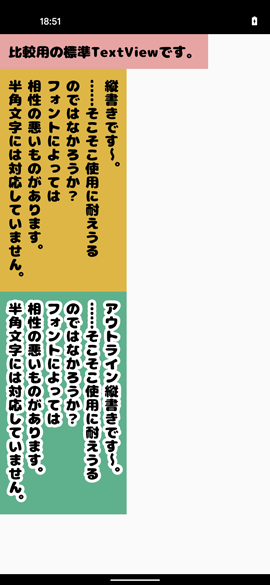 18:51
比較用の標準TextViewです。
縦書きです～。
……そこそこ使用に耐えうる
のではなかろうか？
フォントによっては
相性の悪いものがあります。
半角文字には対応していません。
アウトライン縦書きです～。
……そこそこ使用に耐えうる
のではなかろうか？
フォントによっては
相性の悪いものがあります。
半角文字には対応していません。